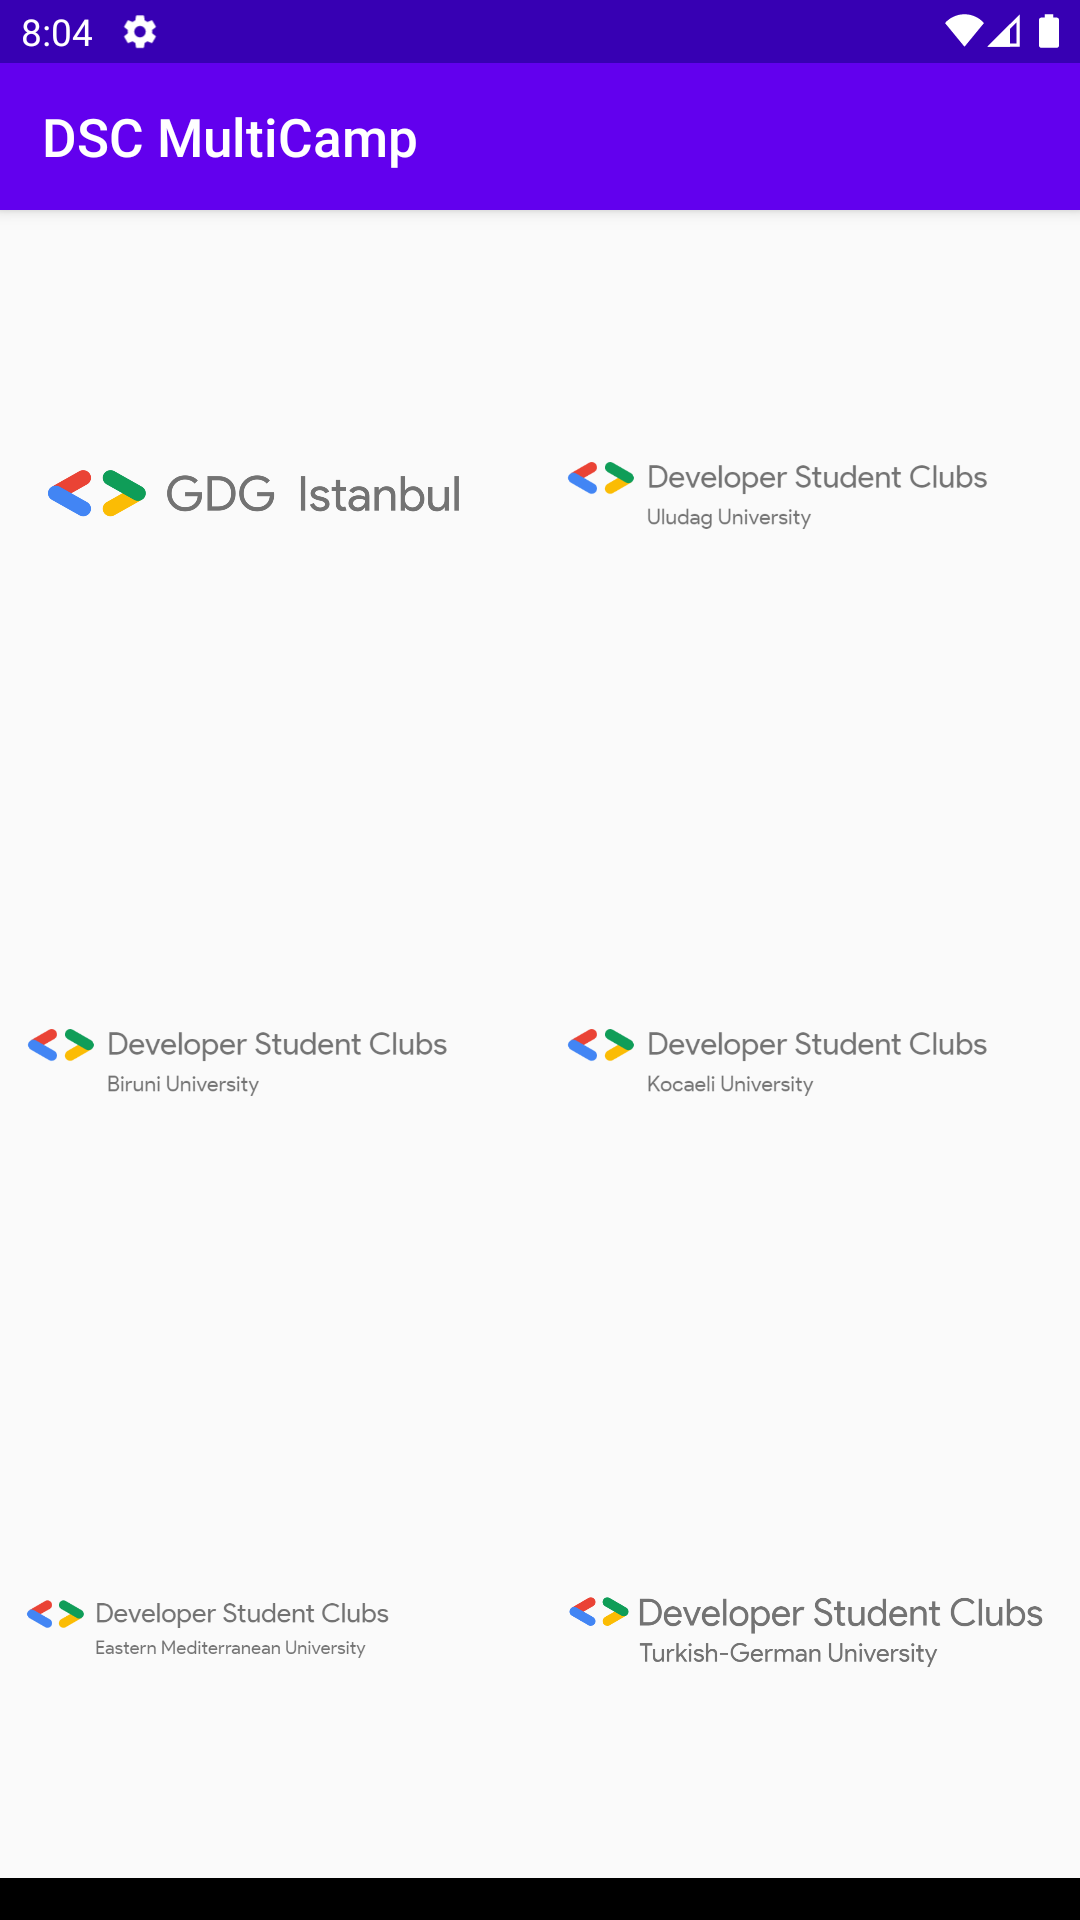 8:04
DSC MultiCamp
GDG Istanbul
Developer Student Clubs
Uludag University
Developer Student Clubs
Biruni University
Developer Student Clubs
Kocaeli University
Developer Student Clubs
Eastern Mediterranean University
Developer Student Clubs
Turkish-German University